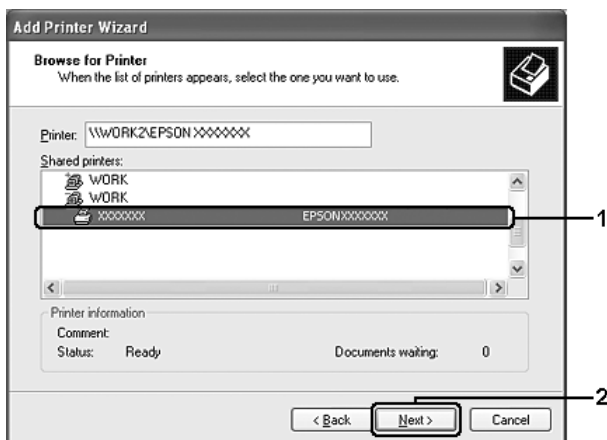 Add Printer Wizard
Browse for Printer
When the list of printers appears, select the one you want to use.
Printer: \\WORK2\EPSON XXXXXXX
Shared printers:
WORK
WORK
XXXXXXX EPSONXXXXXXX 1
Printer information
Comment:
Status: Ready Documents waiting: 0
2
< Back Next > Cancel